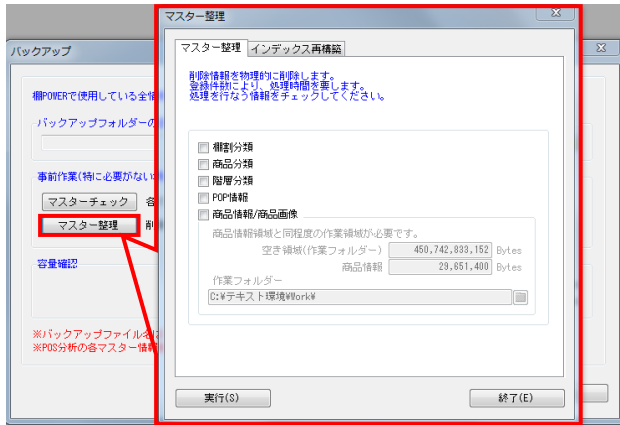 バックアップ
棚POWERで使用している全情
バックアップフォルダーの
事前作業(特に必要がない
マスターチェック 各
マスター整理 削
容量確認
※バックアップファイル名に
※POS分析の各マスター情報
マスター整理
マスター整理 インデックス再構築
削除情報を物理的に削除します。
登録件数により、処理時間を要します。
処理を行なう情報をチェックしてください。
棚割分類
商品分類
階層分類
POP情報
商品情報/商品画像
商品情報領域と同程度の作業領域が必要です。
空き領域(作業フォルダー) 450,742,833,152 Bytes
商品情報 29,651,400 Bytes
作業フォルダー
C:¥テキスト環境¥Work¥
実行(S)
終了(E)